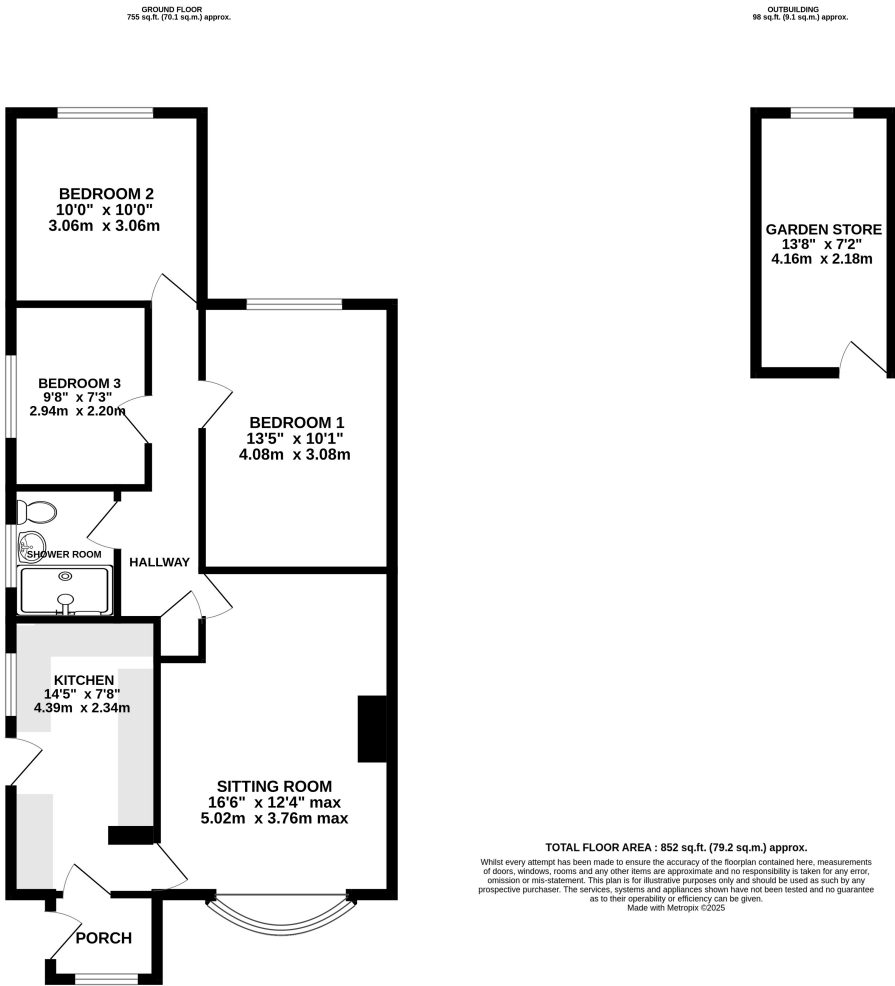 GROUND FLOOR
755 sq.ft. (70.1 sq.m.) approx.
OUTBUILDING
98 sq.ft. (9.1 sq.m.) approx.
BEDROOM 2
10'0" x 10'0"
3.06m x 3.06m
GARDEN STORE
13'8" x 7'2"
4.16m x 2.18m
BEDROOM 3
9'8" x 7'3"
2.94m x 2.20m
BEDROOM 1
13'5" x 10'1"
4.08m x 3.08m
SHOWER ROOM
HALLWAY
KITCHEN
14'5" x 7'8"
4.39m x 2.34m
SITTING ROOM
16'6" x 12'4" max
5.02m x 3.76m max
PORCH
TOTAL FLOOR AREA : 852 sq.ft. (79.2 sq.m.) approx.
Whilst every attempt has been made to ensure the accuracy of the floorplan contained here, measurements
of doors, windows, rooms and any other items are approximate and no responsibility is taken for any error,
omission or mis-statement. This plan is for illustrative purposes only and should be used as such by any
prospective purchaser. The services, systems and appliances shown have not been tested and no guarantee
as to their operability or efficiency can be given.
Made with Metropix ©2025